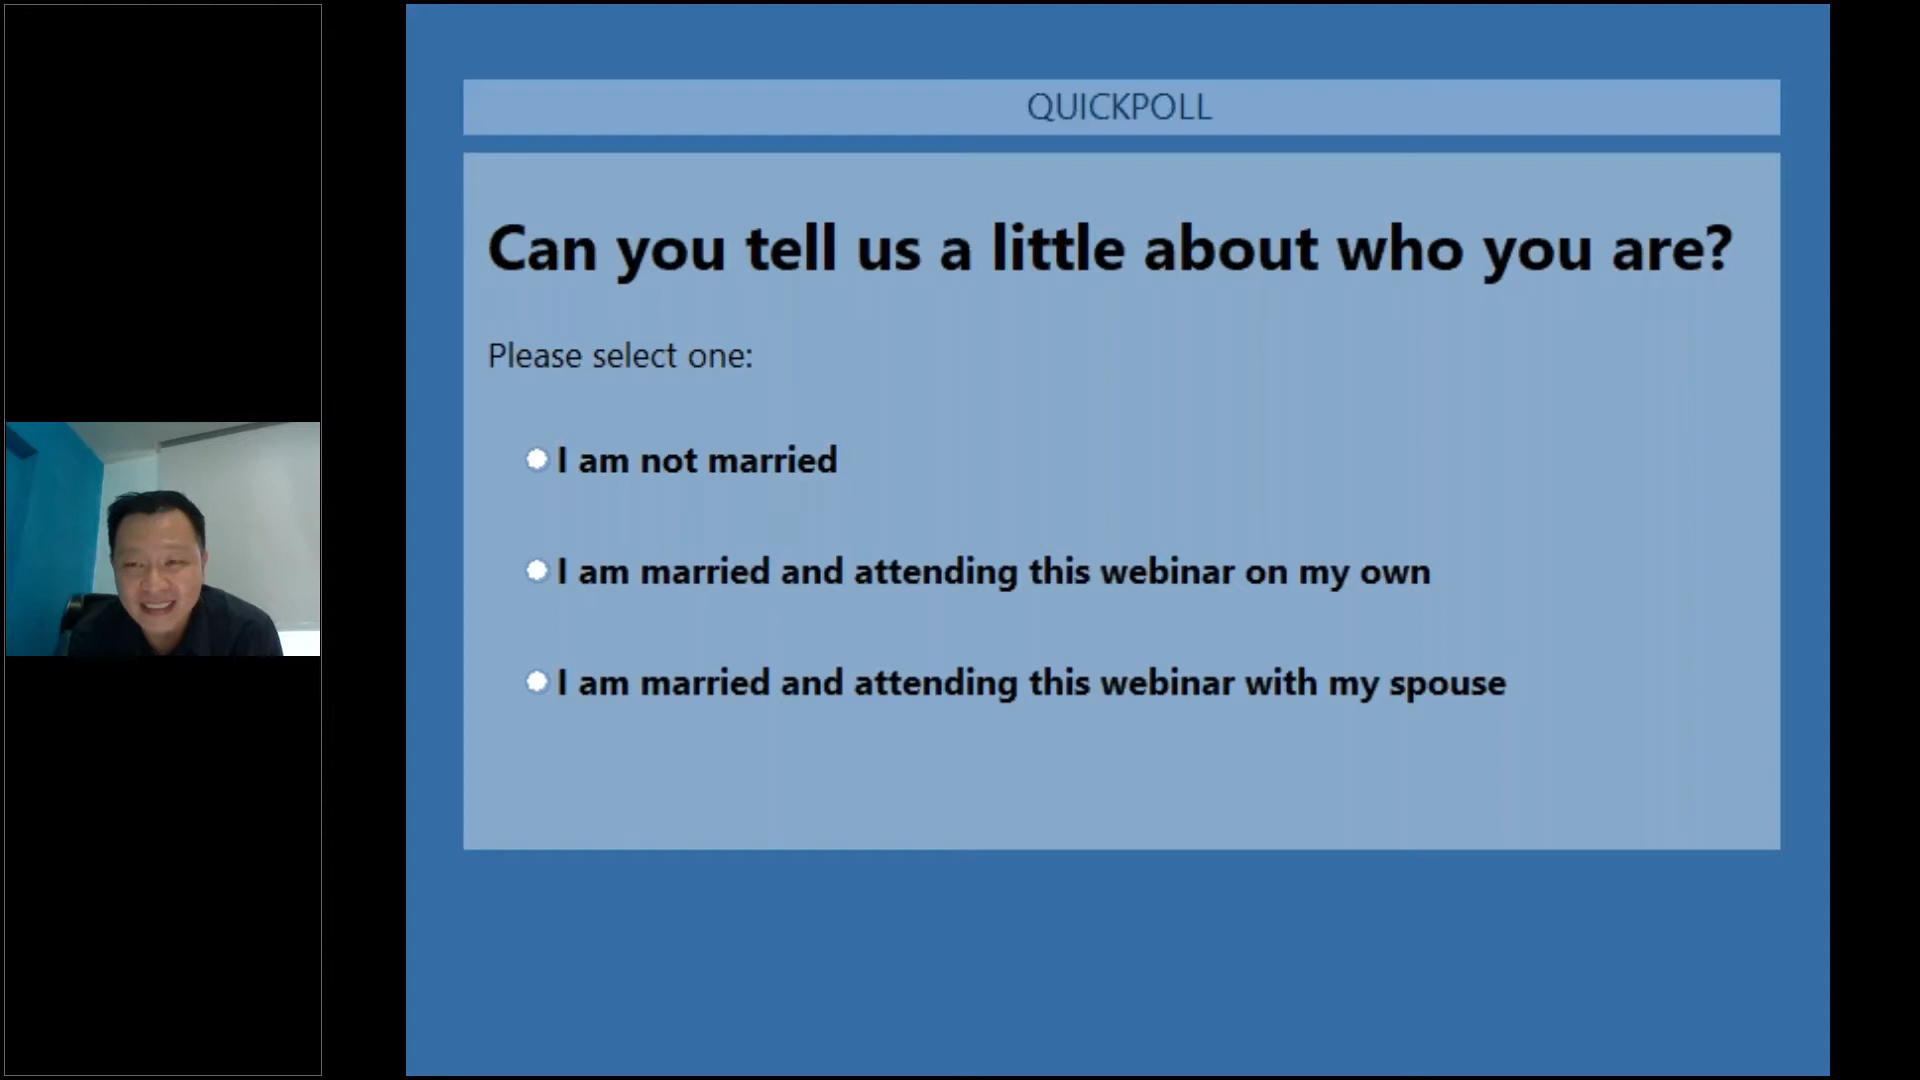 QUICKPOLL
Can you tell us a little about who you are?
Please select one:
I am not married
I am married and attending this webinar on my own
I am married and attending this webinar with my spouse